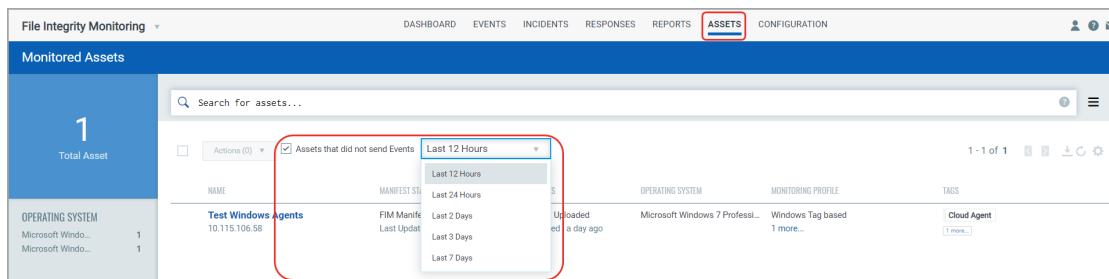 File Integrity Monitoring
DASHBOARD EVENTS INCIDENTS RESPONSES REPORTS ASSETS CONFIGURATION
Monitored Assets
1
Total Asset
Search for assets...
Actions (0) Assets that did not send Events Last 12 Hours 1 - 1 of 1
Last 12 Hours
Last 24 Hours
Last 2 Days
Last 3 Days
Last 7 Days
NAME MANIFEST STA S OPERATING SYSTEM MONITORING PROFILE TAGS
Test Windows Agents FIM Manife Uploaded Microsoft Windows 7 Professi... Windows Tag based Cloud Agent
10.115.106.58 Last Updat ed a day ago 1 more... 1 more...
OPERATING SYSTEM
Microsoft Windo... 1
Microsoft Windo... 1